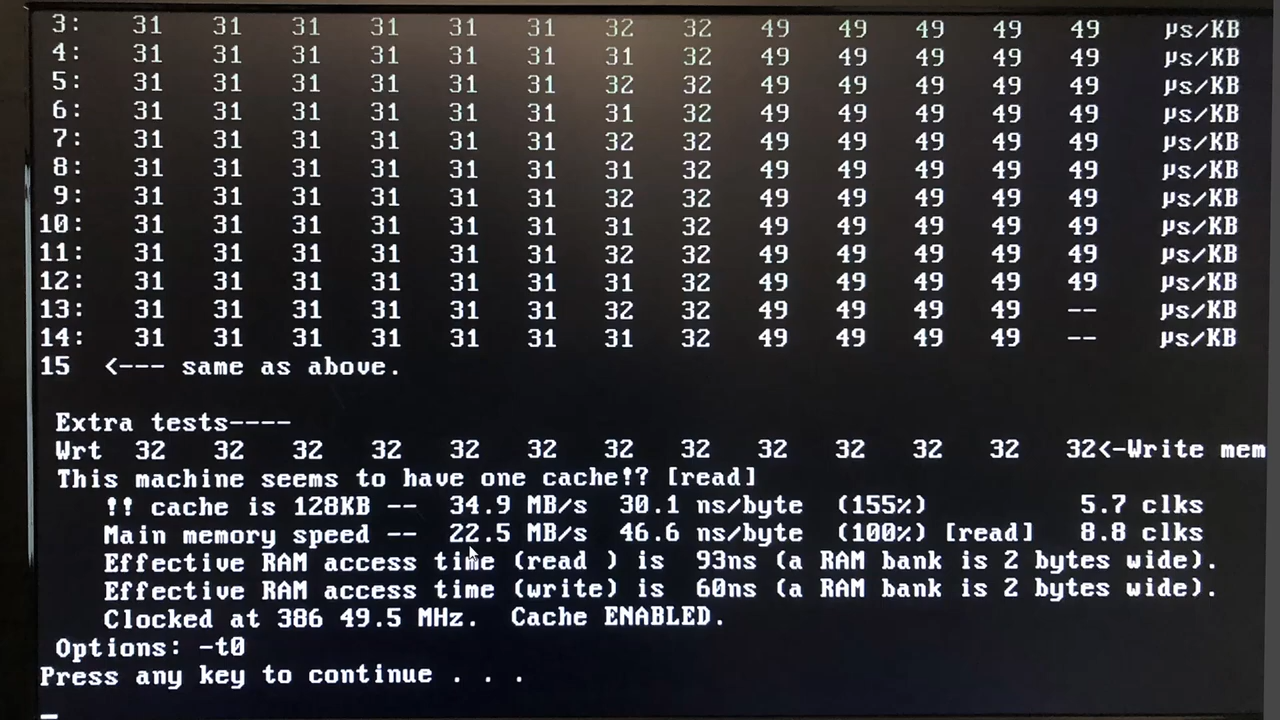 3: 31 31 31 31 31 31 32 32 49 49 49 49 49 µs/KB
4: 31 31 31 31 31 31 31 32 49 49 49 49 49 µs/KB
5: 31 31 31 31 31 31 32 32 49 49 49 49 49 µs/KB
6: 31 31 31 31 31 31 31 32 49 49 49 49 49 µs/KB
7: 31 31 31 31 31 31 32 32 49 49 49 49 49 µs/KB
8: 31 31 31 31 31 31 31 32 49 49 49 49 49 µs/KB
9: 31 31 31 31 31 31 32 32 49 49 49 49 49 µs/KB
10: 31 31 31 31 31 31 31 32 49 49 49 49 49 µs/KB
11: 31 31 31 31 31 31 32 32 49 49 49 49 49 µs/KB
12: 31 31 31 31 31 31 31 32 49 49 49 49 49 µs/KB
13: 31 31 31 31 31 31 32 32 49 49 49 49 -- µs/KB
14: 31 31 31 31 31 31 31 32 49 49 49 49 -- µs/KB
15 <--- same as above.
Extra tests----
Wrt 32 32 32 32 32 32 32 32 32 32 32 32 32<-Write mem
This machine seems to have one cache!? [read]
!! cache is 128KB -- 34.9 MB/s 30.1 ns/byte (155%) 5.7 clks
Main memory speed -- 22.5 MB/s 46.6 ns/byte (100%) [read] 8.8 clks
Effective RAM access time (read ) is 93ns (a RAM bank is 2 bytes wide).
Effective RAM access time (write) is 60ns (a RAM bank is 2 bytes wide).
Clocked at 386 49.5 MHz. Cache ENABLED.
Options: -t0
Press any key to continue . . .